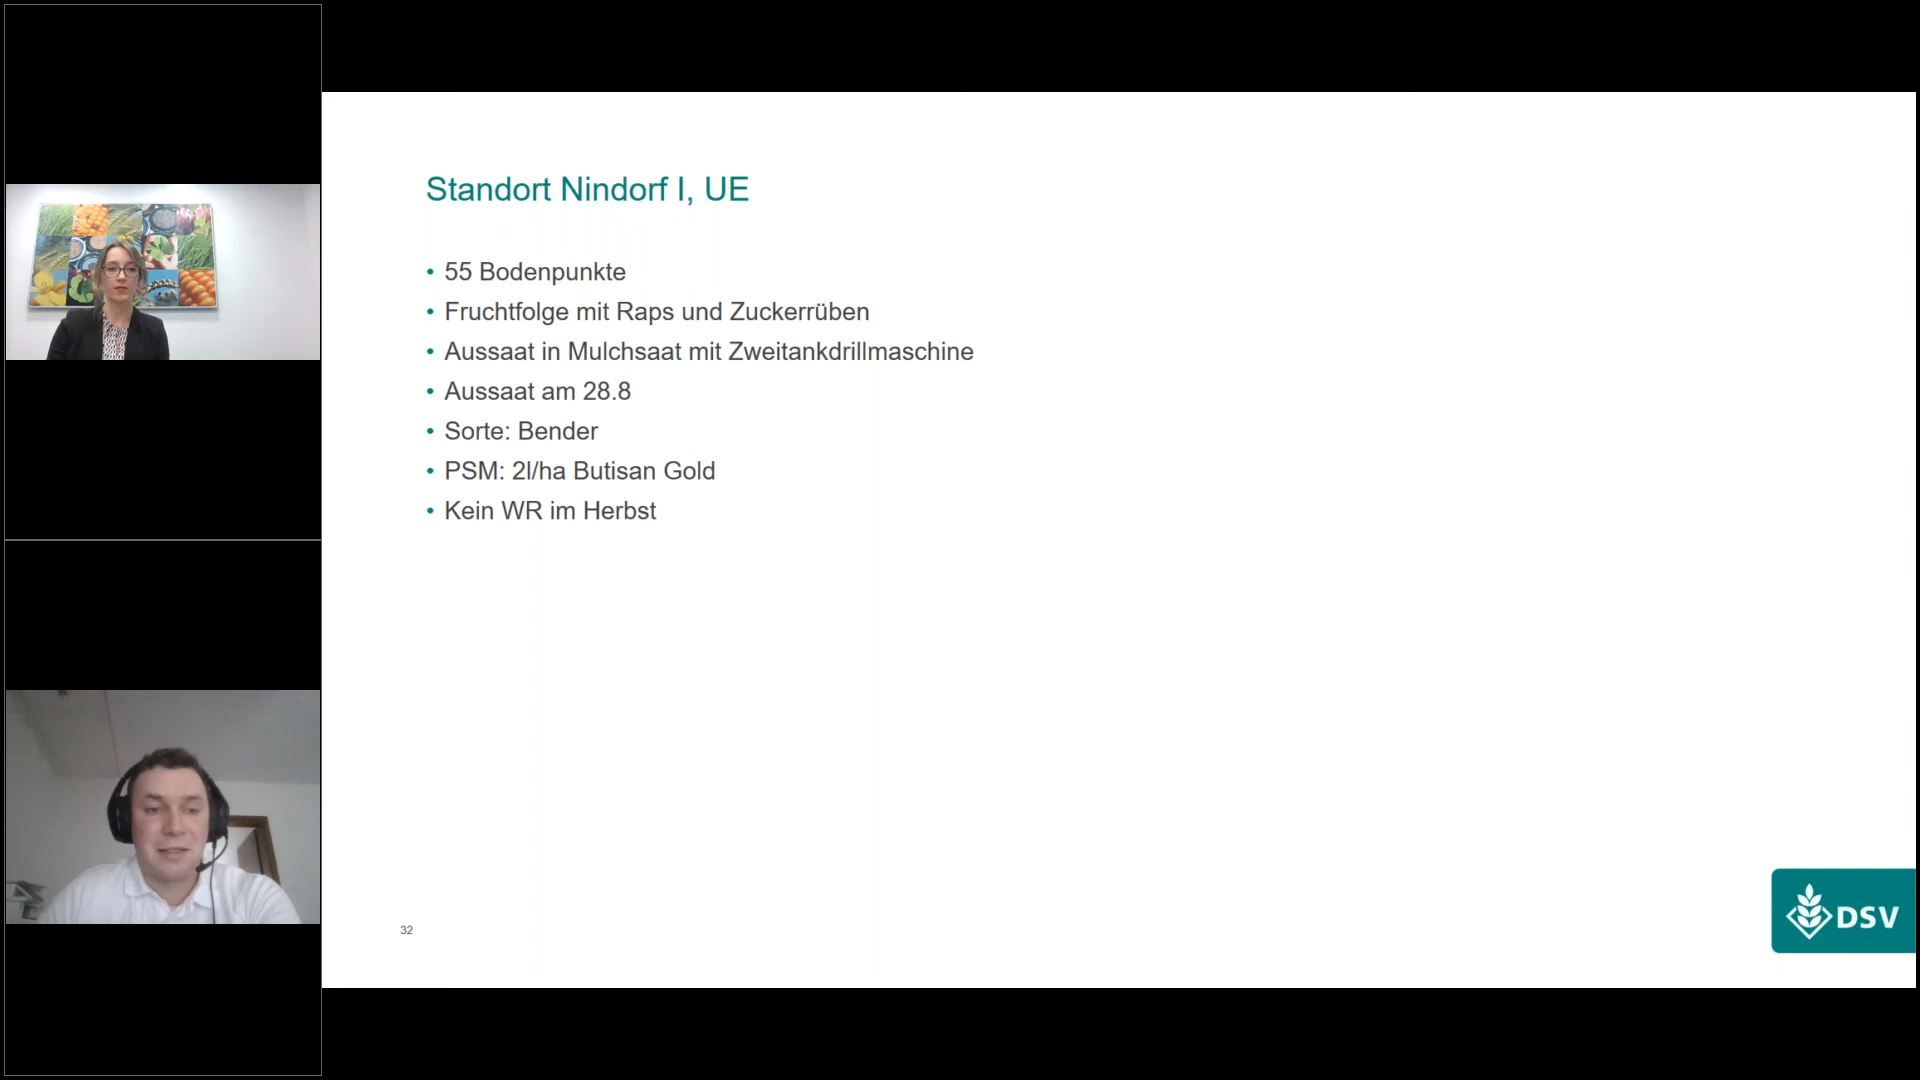 Standort Nindorf I, UE
• 55 Bodenpunkte
• Fruchtfolge mit Raps und Zuckerrüben
• Aussaat in Mulchsaat mit Zweitankdrillmaschine
• Aussaat am 28.8
• Sorte: Bender
• PSM: 2l/ha Butisan Gold
• Kein WR im Herbst
32
DSV